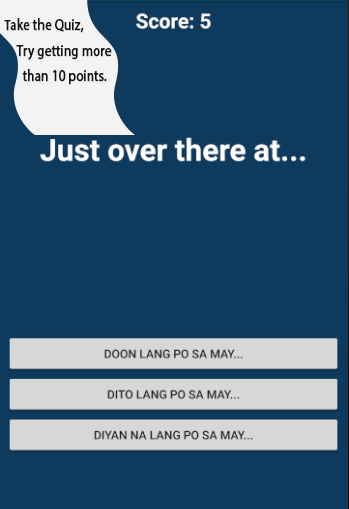 Score: 5
Take the Quiz,
Try getting more
than 10 points.
Just over there at...
DOON LANG PO SA MAY...
DITO LANG PO SA MAY...
DIYAN NA LANG PO SA MAY...